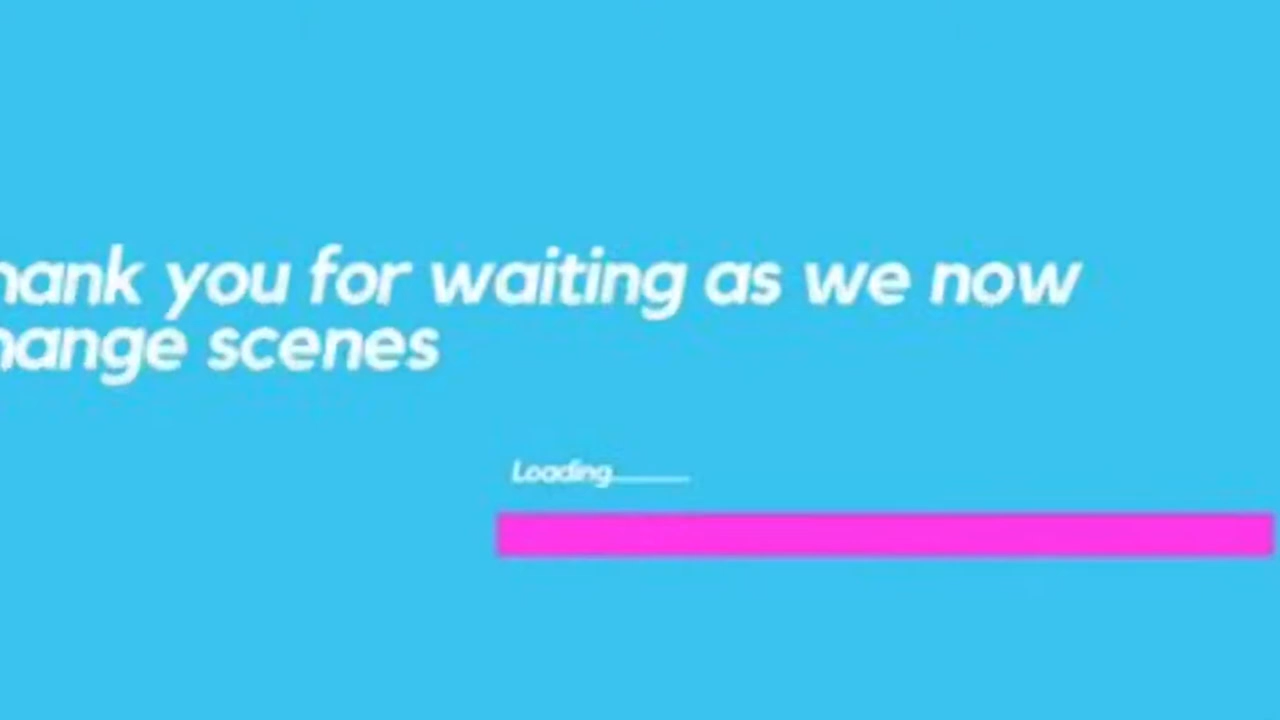 hank you for waiting as we now
hange scenes
Loading..........